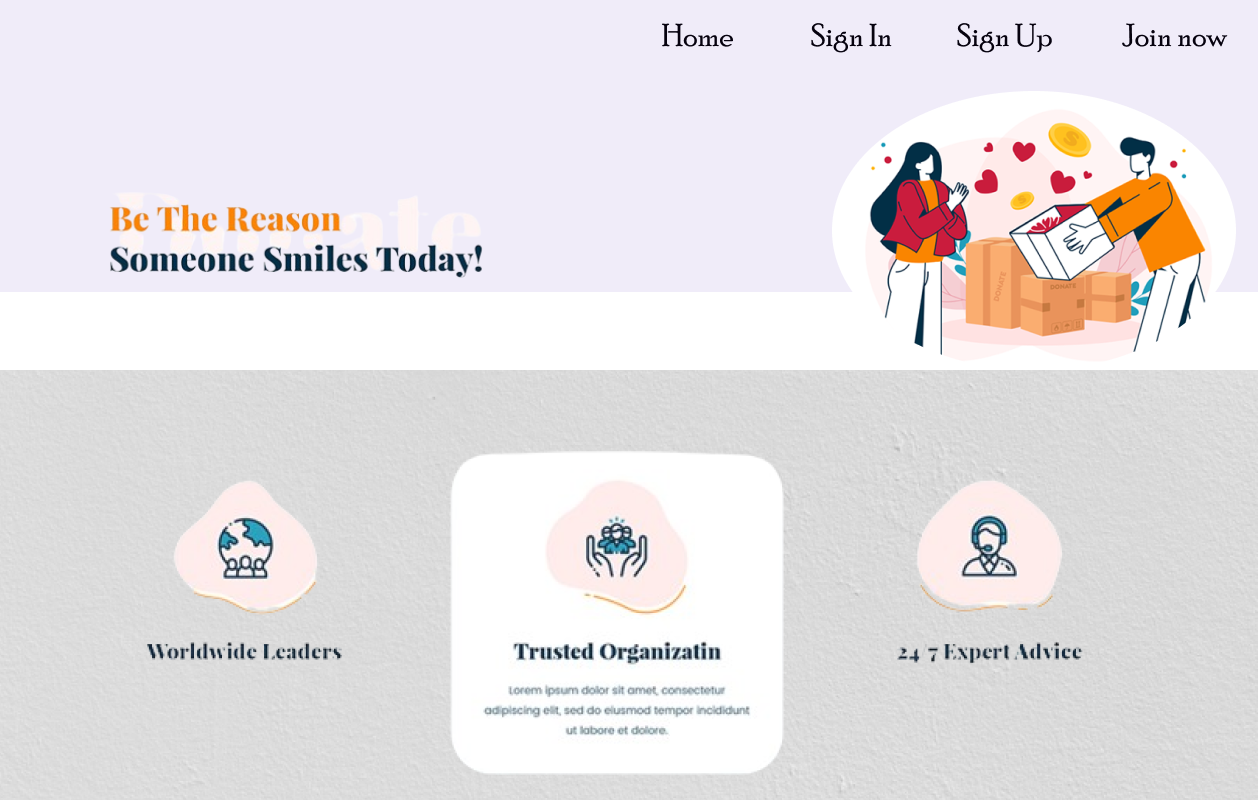 Home Sign In Sign Up Join now
Donate
Be The Reason
Someone Smiles Today!
DONATE
DONATE
Worldwide Leaders
Trusted Organizatin
24 7 Expert Advice
Lorem ipsum dolor sit amet, consectetur
adipiscing elit, sed do eiusmod tempor incididunt
ut labore et dolore.